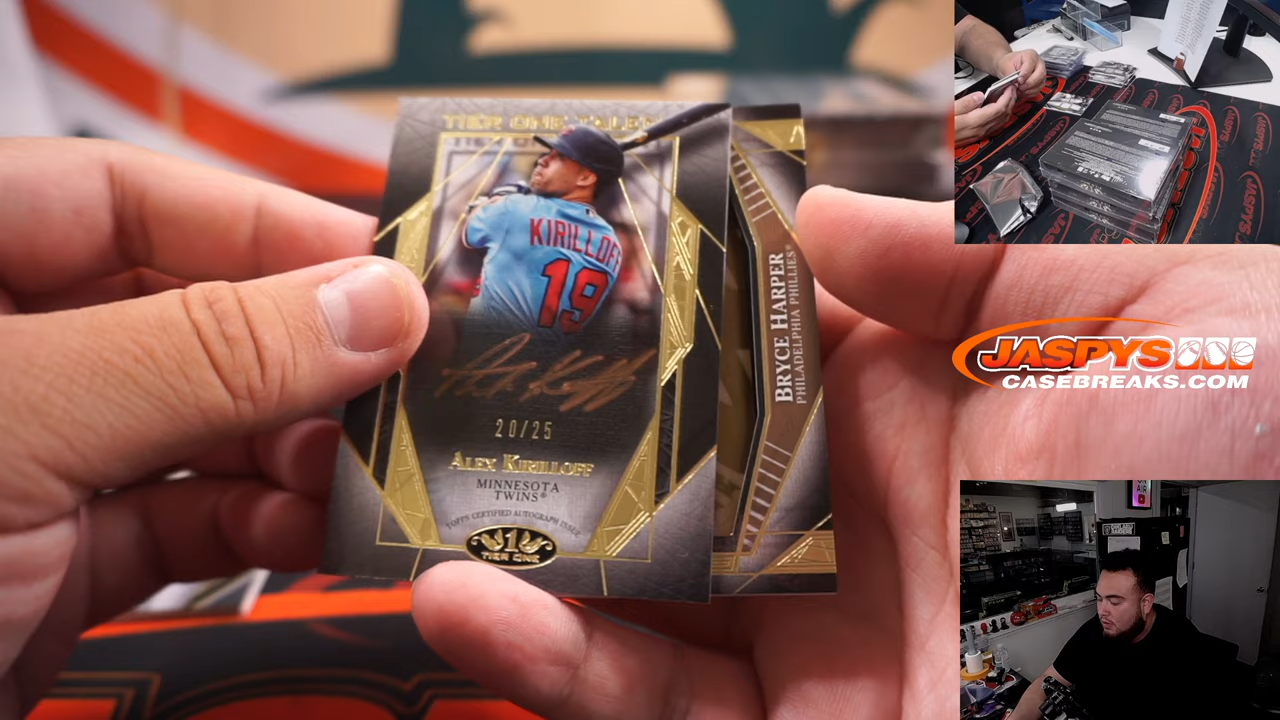 TIER ONE TALENT
KIRILLOFF
19
20/25
ALEX KIRILLOFF
MINNESOTA
TWINS®
TOPPS CERTIFIED AUTOGRAPH ISSUE
1
TIER ONE
BRYCE HARPER
PHILADELPHIA PHILLIES®
JASPYS
CASEBREAKS.COM